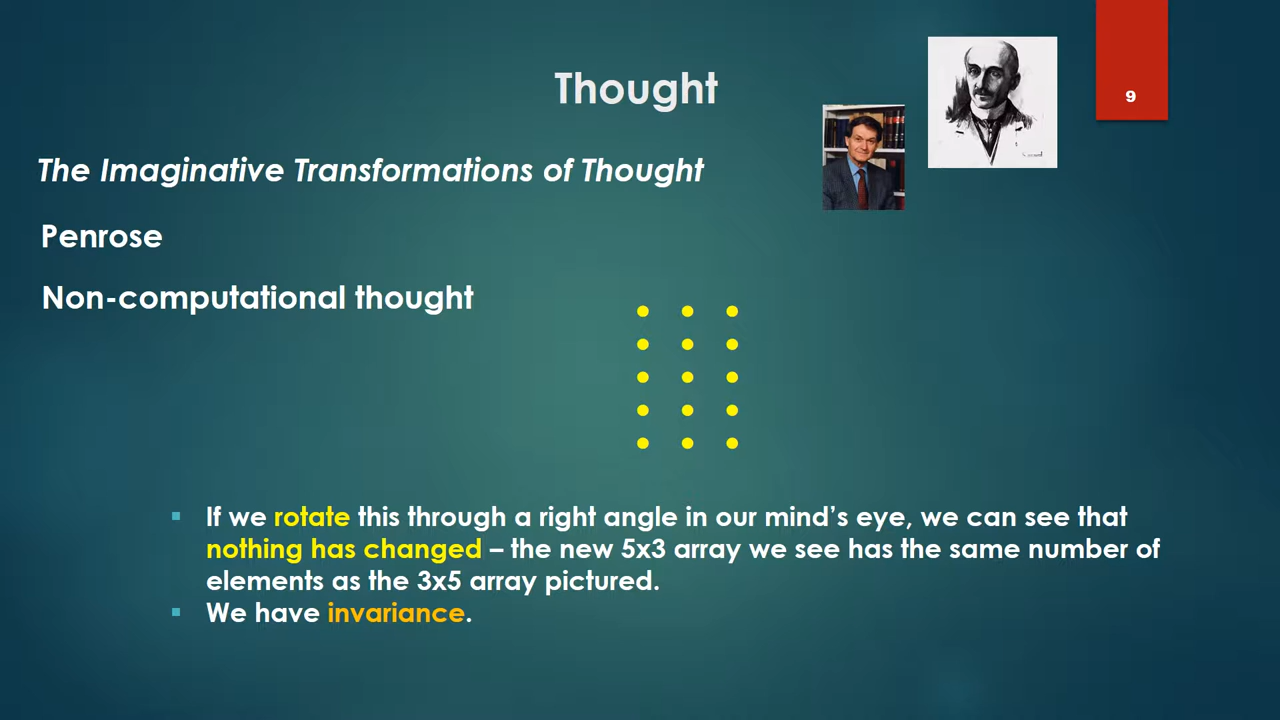 Thought
9
The Imaginative Transformations of Thought
Penrose
Non-computational thought
If we rotate this through a right angle in our mind’s eye, we can see that
nothing has changed – the new 5x3 array we see has the same number of
elements as the 3x5 array pictured.
We have invariance.